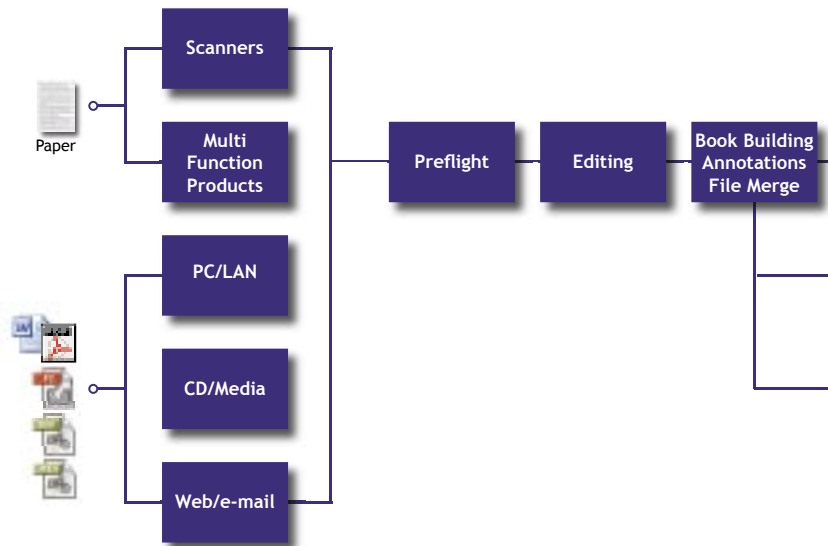 Scanners
Paper
Multi
Function
Products
Preflight
Editing
Book Building
Annotations
File Merge
PC/LAN
CD/Media
Web/e-mail